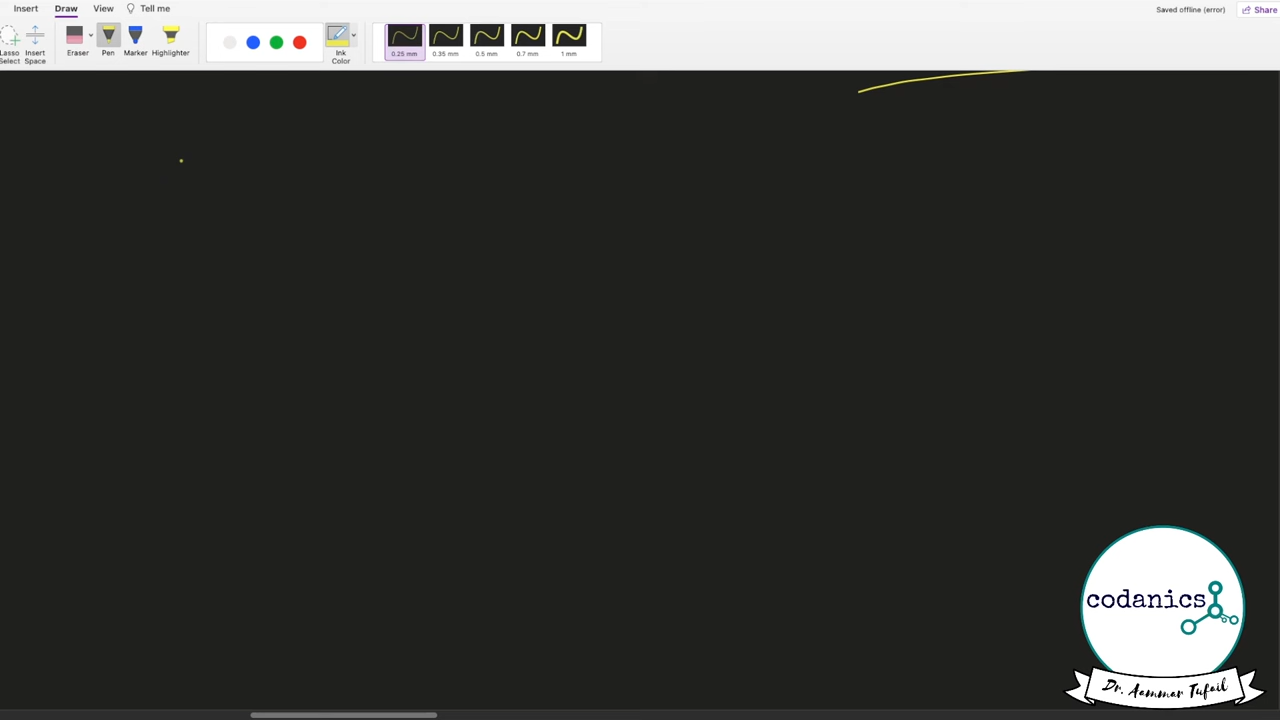 Insert Draw View Tell me
Saved offline (error)
Share
Lasso Select
Insert Space
Eraser
Pen
Marker
Highlighter
Ink Color
0.25 mm
0.35 mm
0.5 mm
0.7 mm
1 mm
codanics
Dr. Aammar Tufail